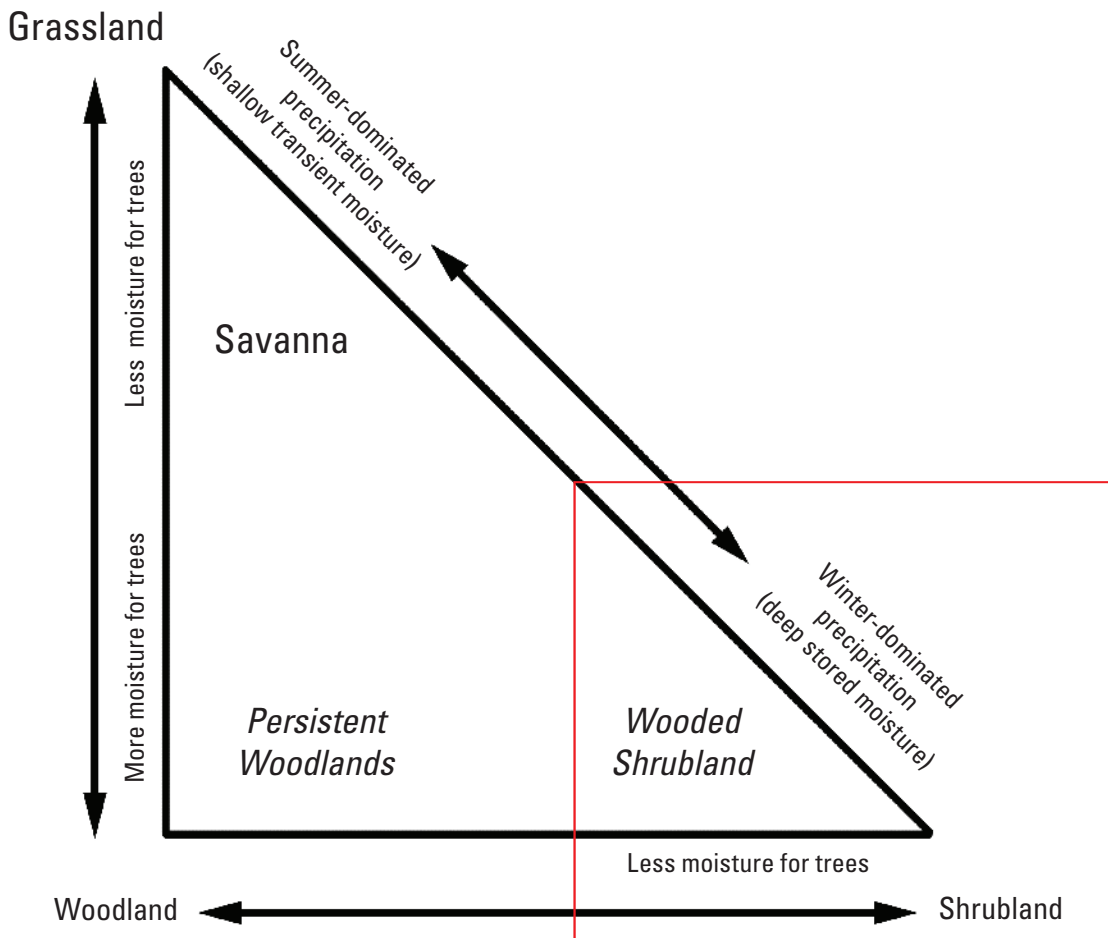 Grassland
Summer-dominated
precipitation
(shallow transient moisture)
Less moisture for trees
Savanna
More moisture for trees
Winter-dominated
precipitation
(deep stored moisture)
Persistent
Woodlands
Wooded
Shrubland
Less moisture for trees
Woodland
Shrubland